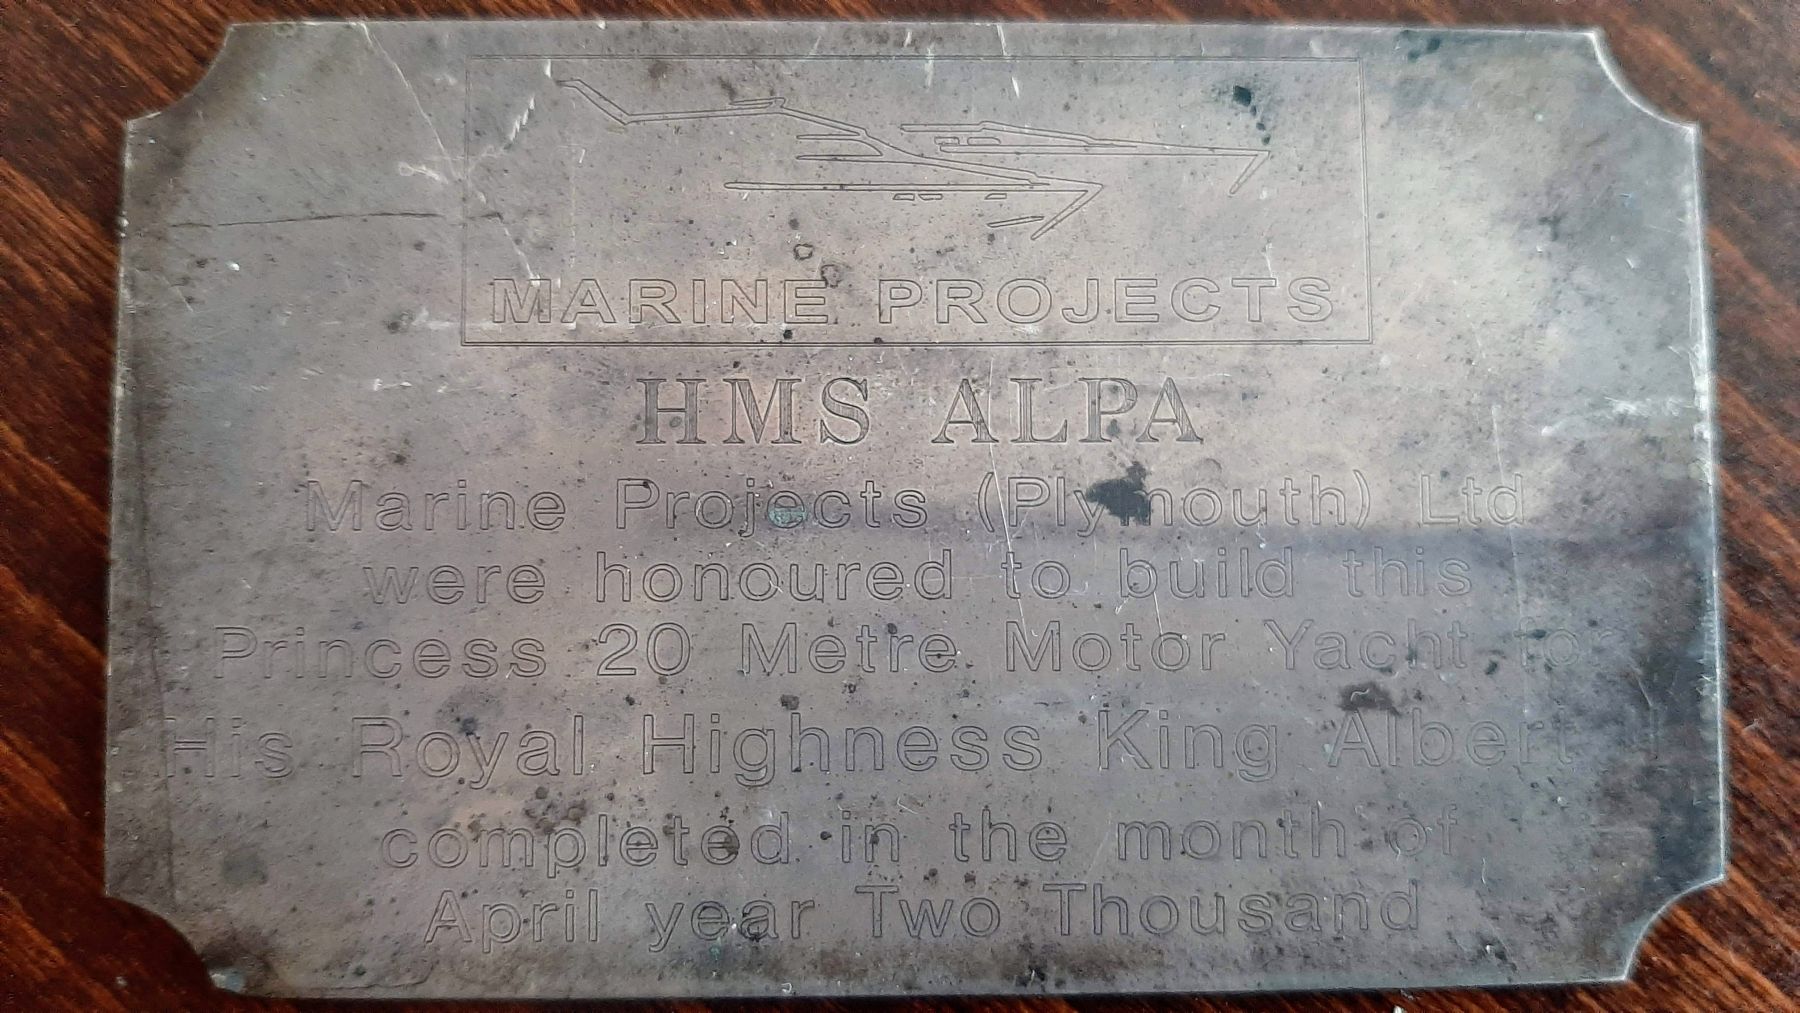 MARINE PROJECTS
HMS ALPA
Marine Projects (Plymouth) Ltd
were honoured to build this
Princess 20 Metre Motor Yacht for
His Royal Highness King Albert
completed in the month of
April year Two Thousand